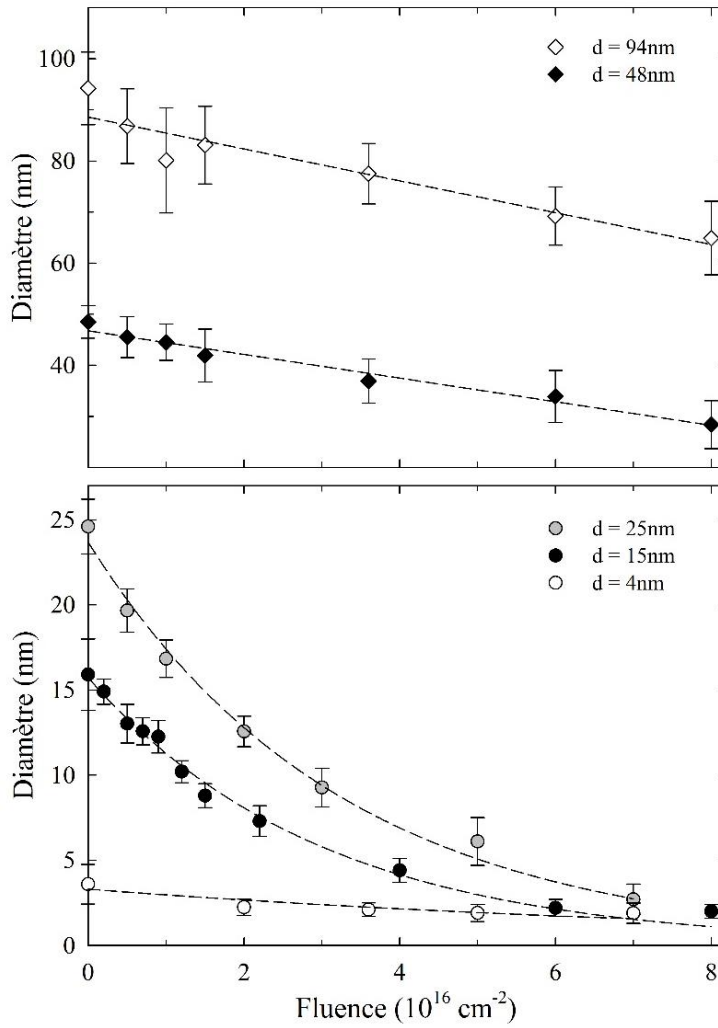 100
80
60
40
Diamètre (nm)
d = 94nm
d = 48nm
25
20
15
10
5
0
Diamètre (nm)
d = 25nm
d = 15nm
d = 4nm
0 2 4 6 8
Fluence (10¹⁶ cm⁻²)